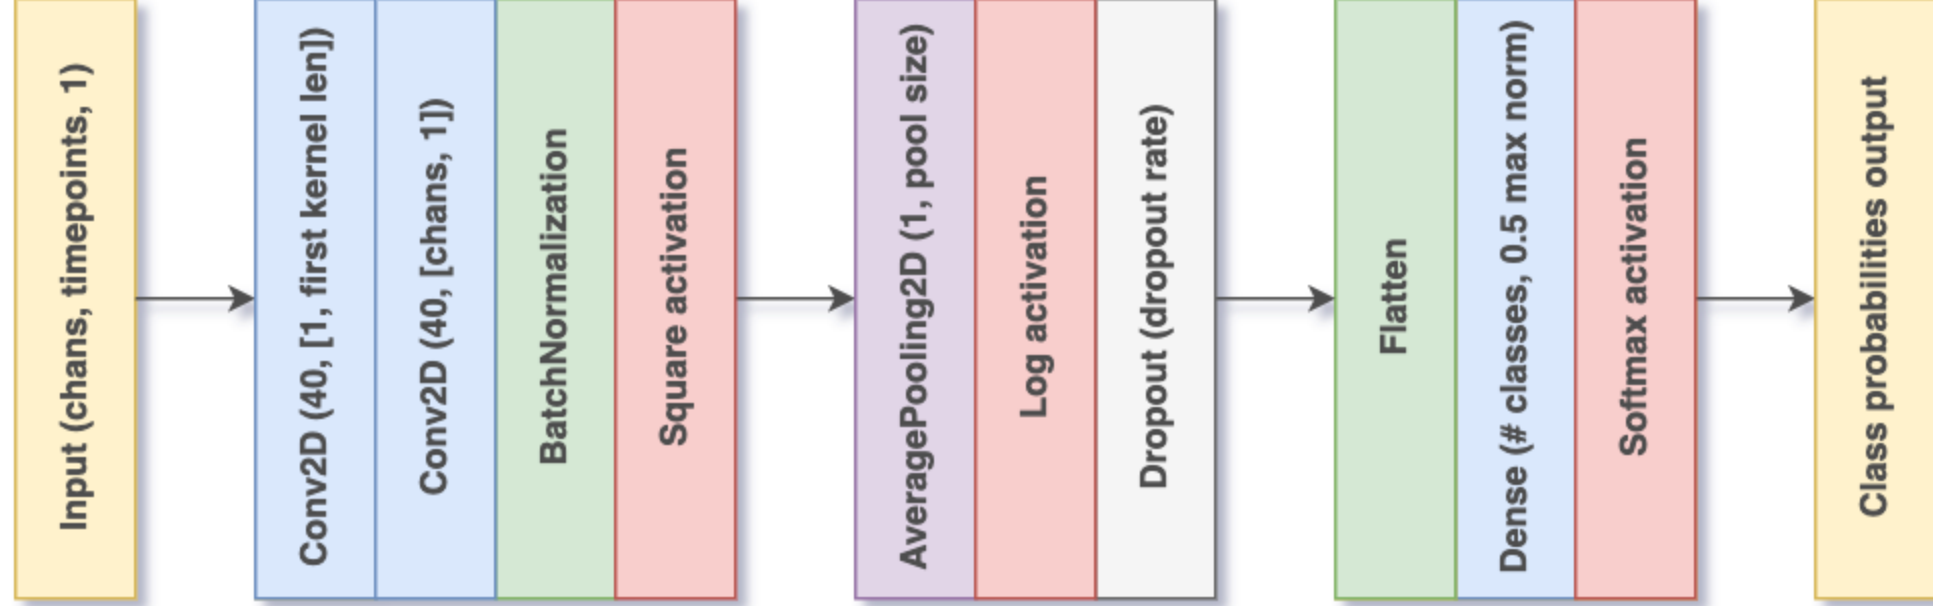 Input (chans, timepoints, 1)
Conv2D (40, [1, first kernel len])
Conv2D (40, [chans, 1])
BatchNormalization
Square activation
AveragePooling2D (1, pool size)
Log activation
Dropout (dropout rate)
Flatten
Dense (# classes, 0.5 max norm)
Softmax activation
Class probabilities output